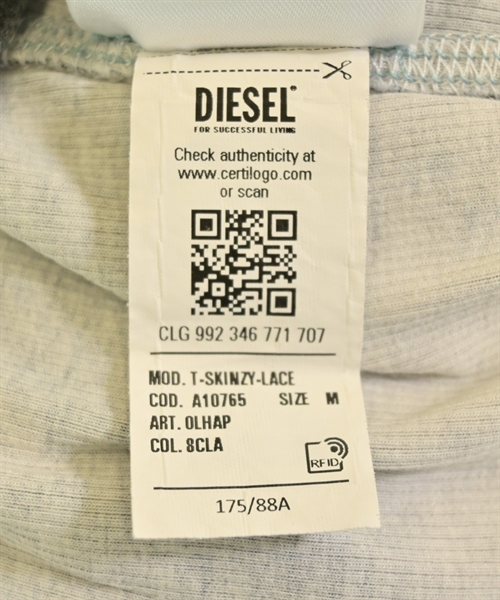 DIESEL
FOR SUCCESSFUL LIVING
Check authenticity at
www.certilogo.com
or scan
CLG 992 346 771 707
MOD. T-SKINZY-LACE
COD. A10765 SIZE M
ART. OLHAP
COL. 8CLA
RFID
175/88A